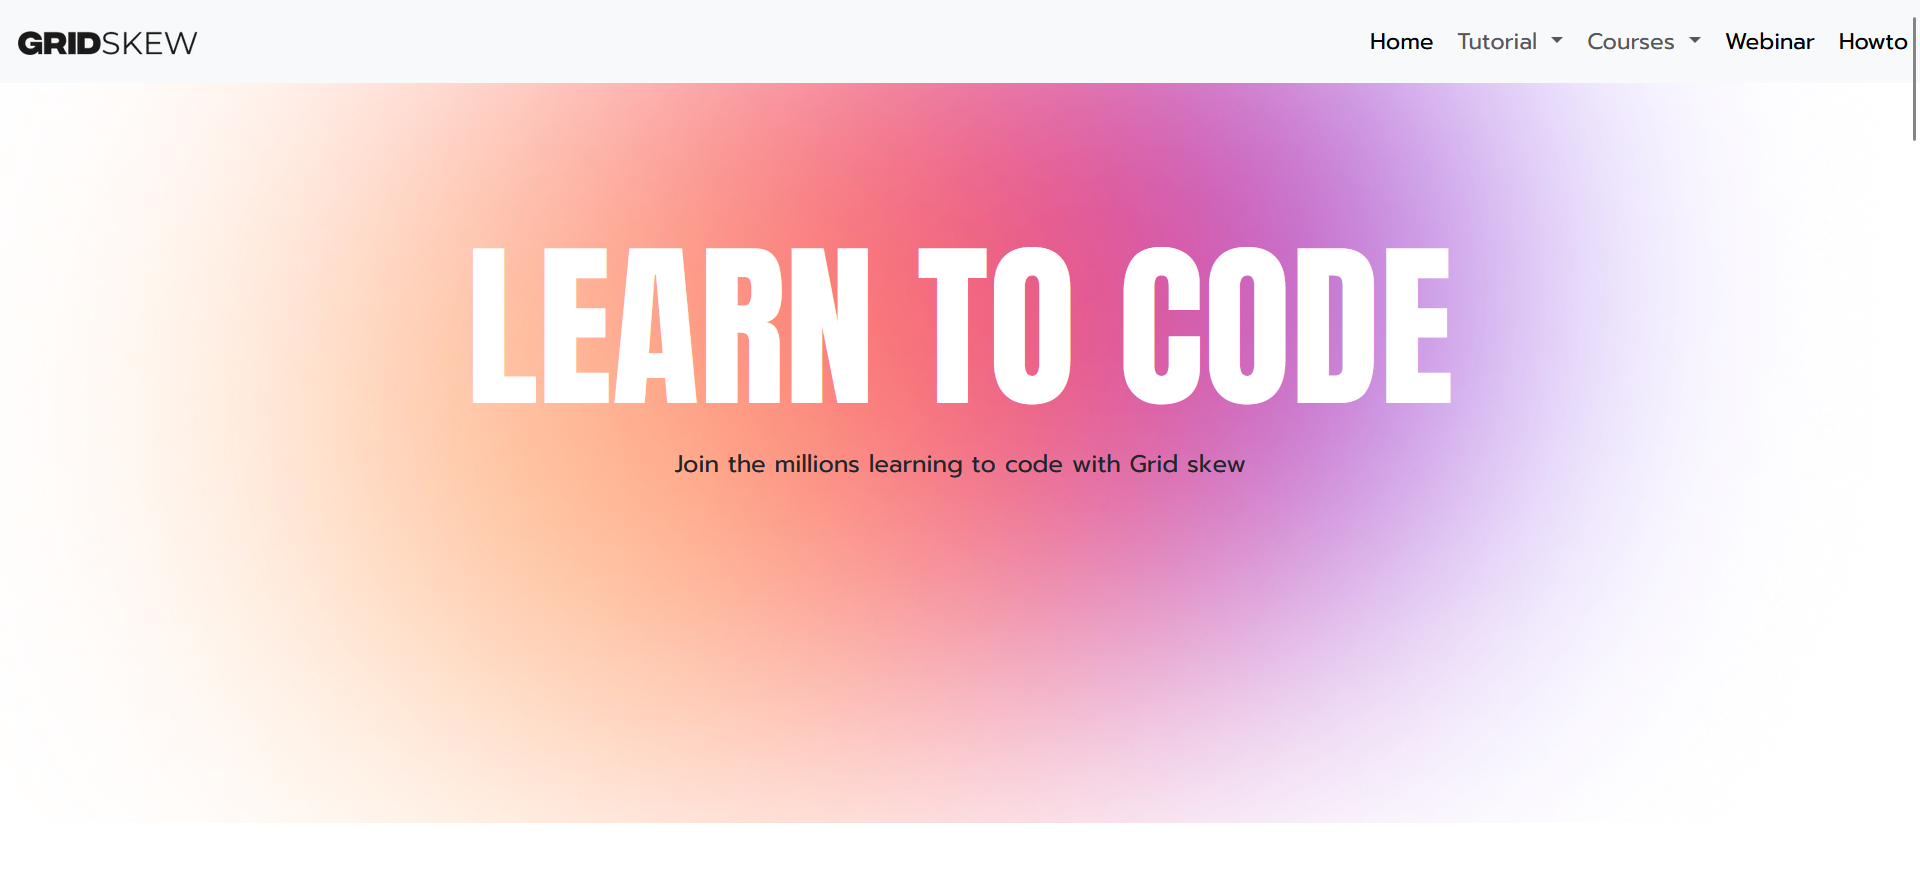 GRIDSKEW
Home Tutorial Courses Webinar Howto
LEARN TO CODE
Join the millions learning to code with Grid skew